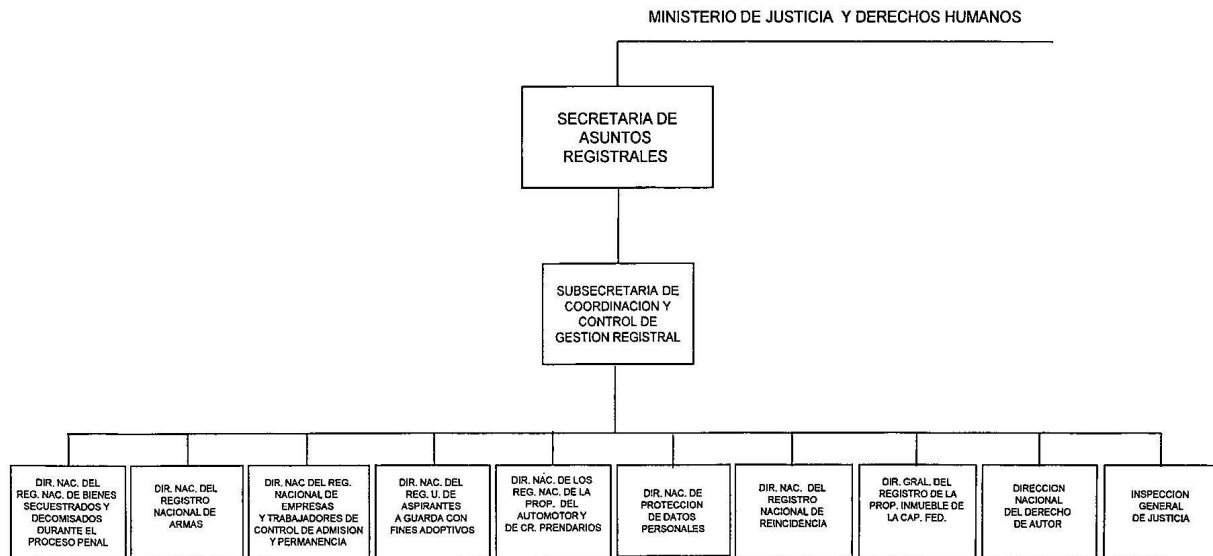 MINISTERIO DE JUSTICIA Y DERECHOS HUMANOS
SECRETARIA DE
ASUNTOS
REGISTRALES
SUBSECRETARIA DE
COORDINACION Y
CONTROL DE
GESTION REGISTRAL
DIR. NAC. DEL
REG. NAC. DE BIENES
SECUESTRADOS Y
DECOMISADOS
DURANTE EL
PROCESO PENAL
DIR. NAC. DEL
REGISTRO
NACIONAL DE
ARMAS
DIR. NAC DEL REG.
NACIONAL DE
EMPRESAS
Y TRABAJADORES DE
CONTROL DE ADMISION
Y PERMANENCIA
DIR. NAC. DEL
REG. U. DE
ASPIRANTES
A GUARDA CON
FINES ADOPTIVOS
DIR. NAC. DE LOS
REG. NAC. DE LA
PROP. DEL
AUTOMOTOR Y
DE CR. PRENDARIOS
DIR. NAC. DE
PROTECCION
DE DATOS
PERSONALES
DIR. NAC. DEL
REGISTRO
NACIONAL DE
REINCIDENCIA
DIR. GRAL. DEL
REGISTRO DE LA
PROP. INMUEBLE DE
LA CAP. FED.
DIRECCION
NACIONAL
DEL DERECHO
DE AUTOR
INSPECCION
GENERAL
DE JUSTICIA